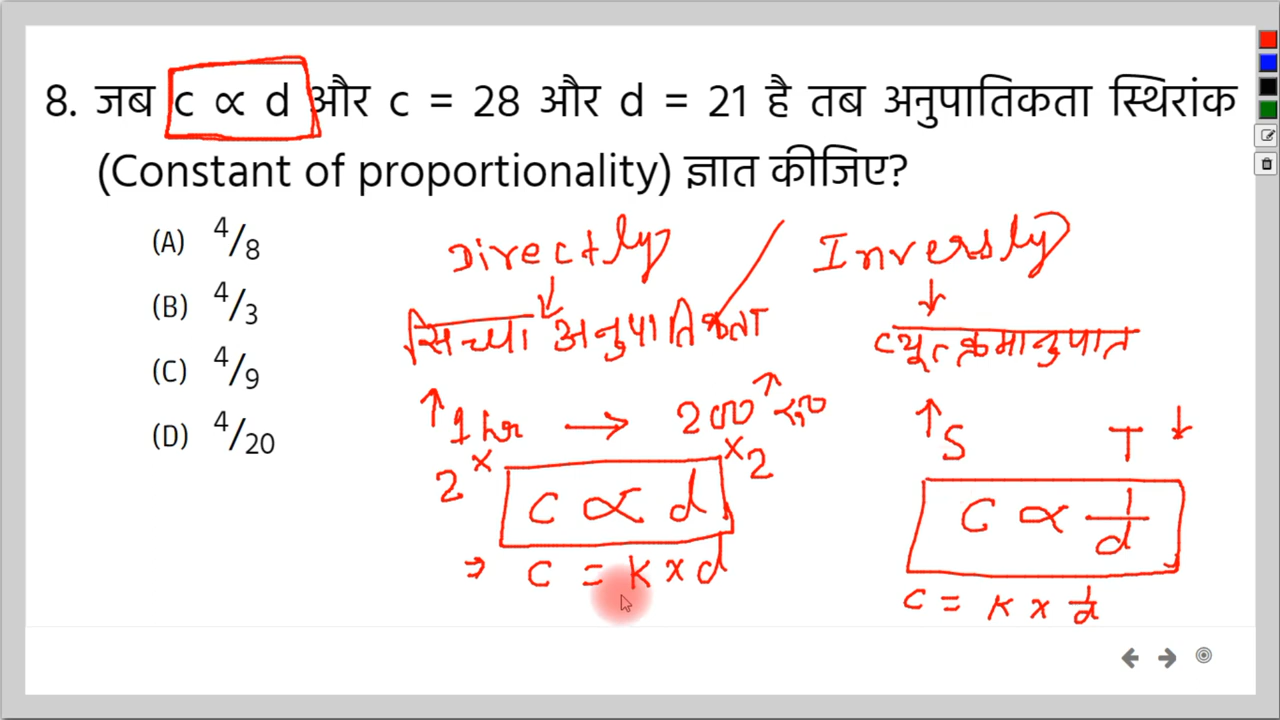 8. जब c ∝ d और c = 28 और d = 21 है तब अनुपातिकता स्थिरांक
(Constant of proportionality) ज्ञात कीजिए?
(A) 4/8
(B) 4/3
(C) 4/9
(D) 4/20
Directly
Inversly
अनुपातिकता
1 hr → 200
S T
2 × × 2
c ∝ d
c ∝ 1/d
⇒ c = k × d
c = k × 1/d